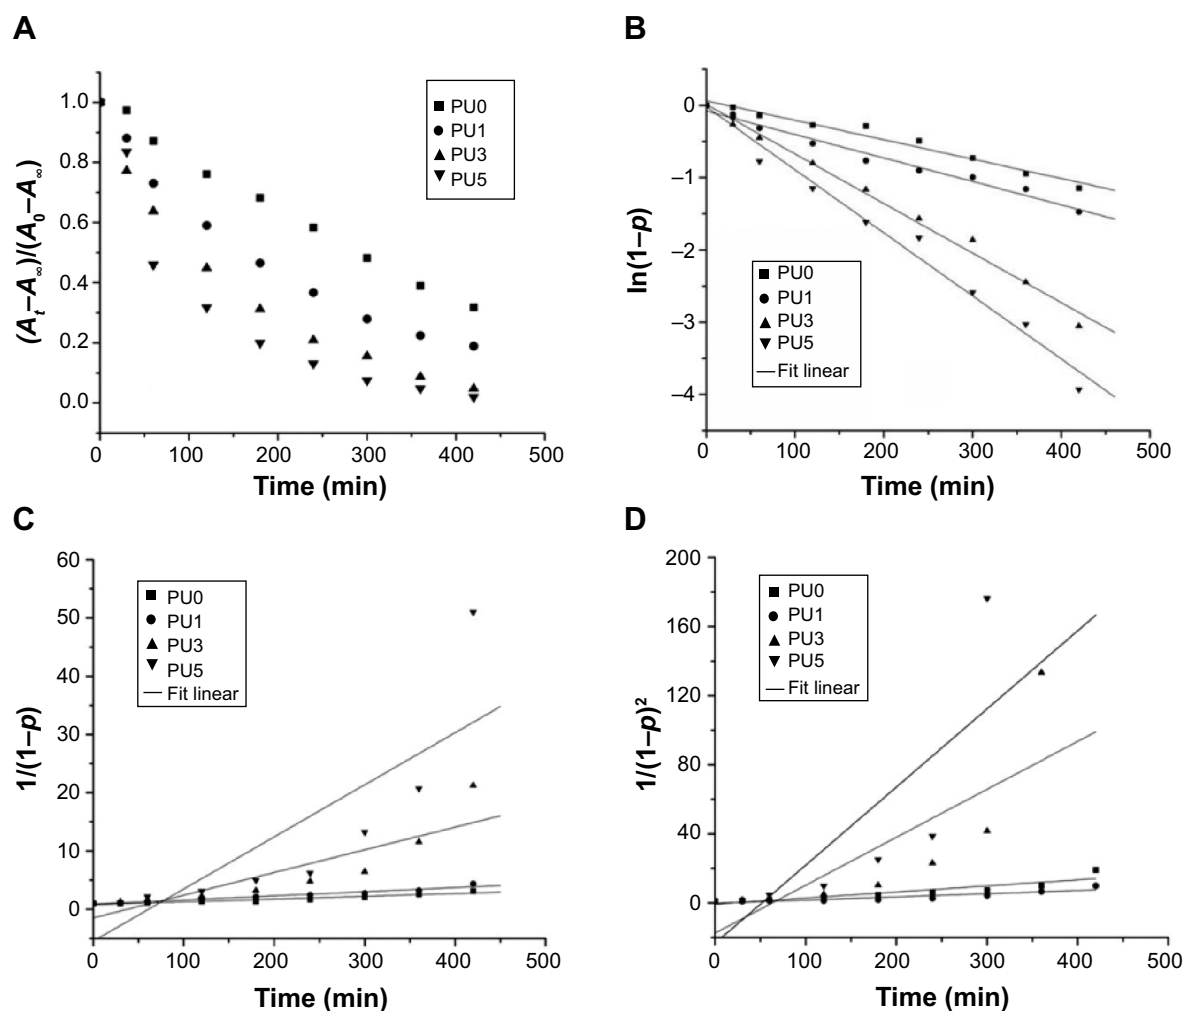 A
(At–A∞)/(A0–A∞)
1.0
0.8
0.6
0.4
0.2
0.0
PU0
PU1
PU3
PU5
0 100 200 300 400 500
Time (min)
B
ln(1–p)
0
–1
–2
–3
–4
PU0
PU1
PU3
PU5
Fit linear
0 100 200 300 400 500
Time (min)
C
1/(1–p)
60
50
40
30
20
10
0
PU0
PU1
PU3
PU5
Fit linear
0 100 200 300 400 500
Time (min)
D
1/(1–p)²
200
160
120
80
40
0
PU0
PU1
PU3
PU5
Fit linear
0 100 200 300 400 500
Time (min)